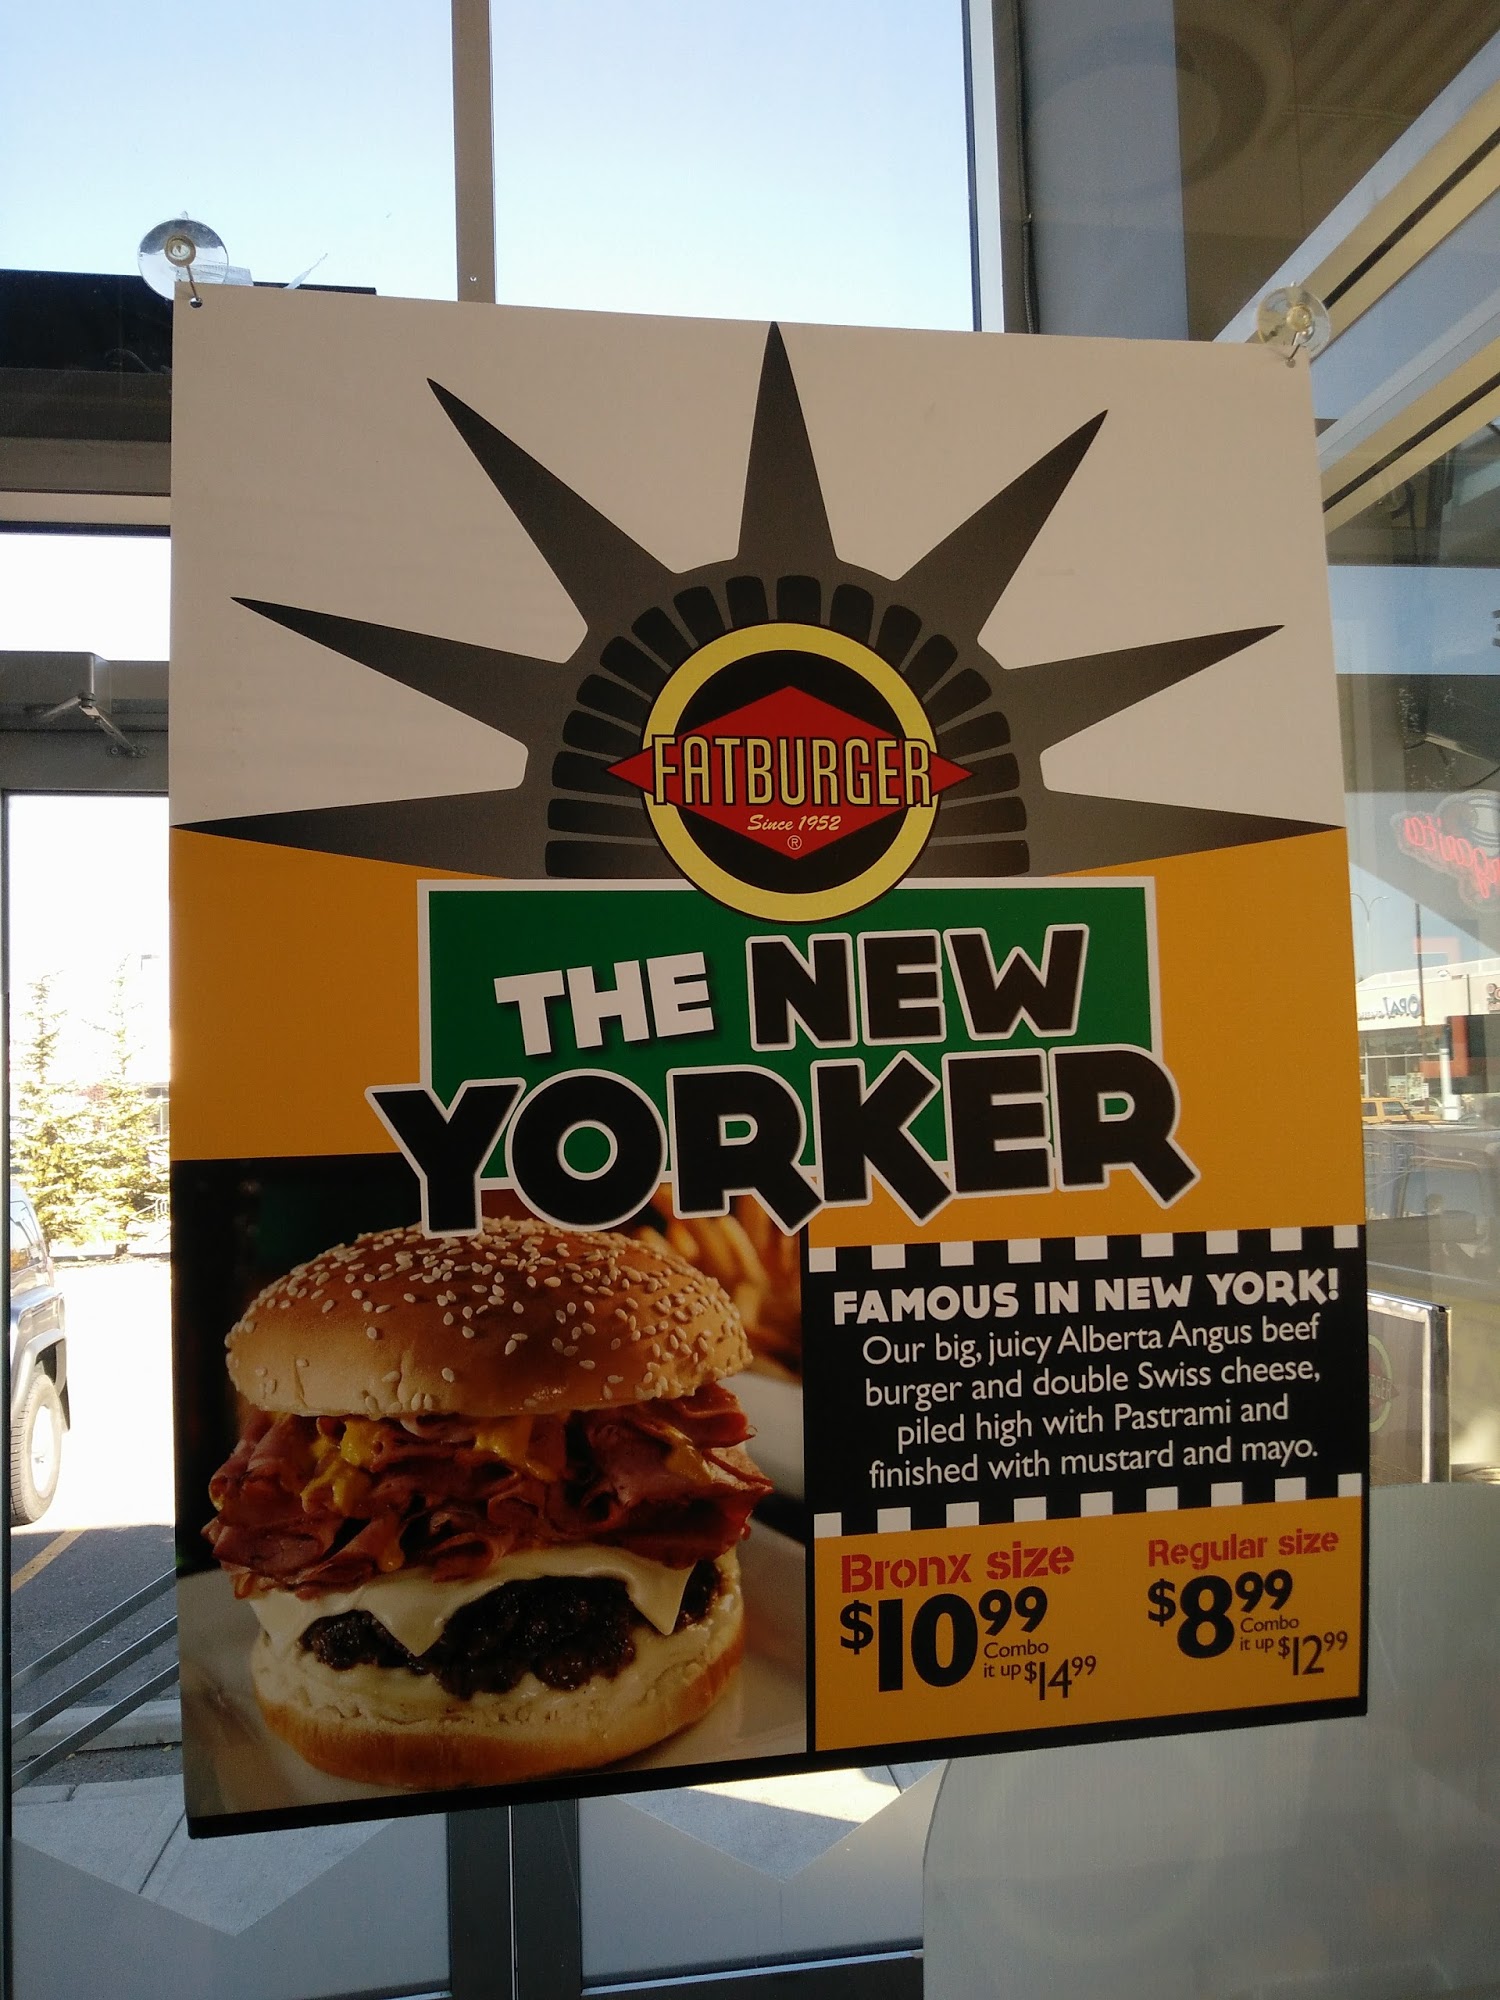 FATBURGER
Since 1952
®
THE NEW
YORKER
FAMOUS IN NEW YORK!
Our big, juicy Alberta Angus beef
burger and double Swiss cheese,
piled high with Pastrami and
finished with mustard and mayo.
Bronx size
$10.99
Combo
it up $14.99
Regular size
$8.99
Combo
it up $12.99
OPA!